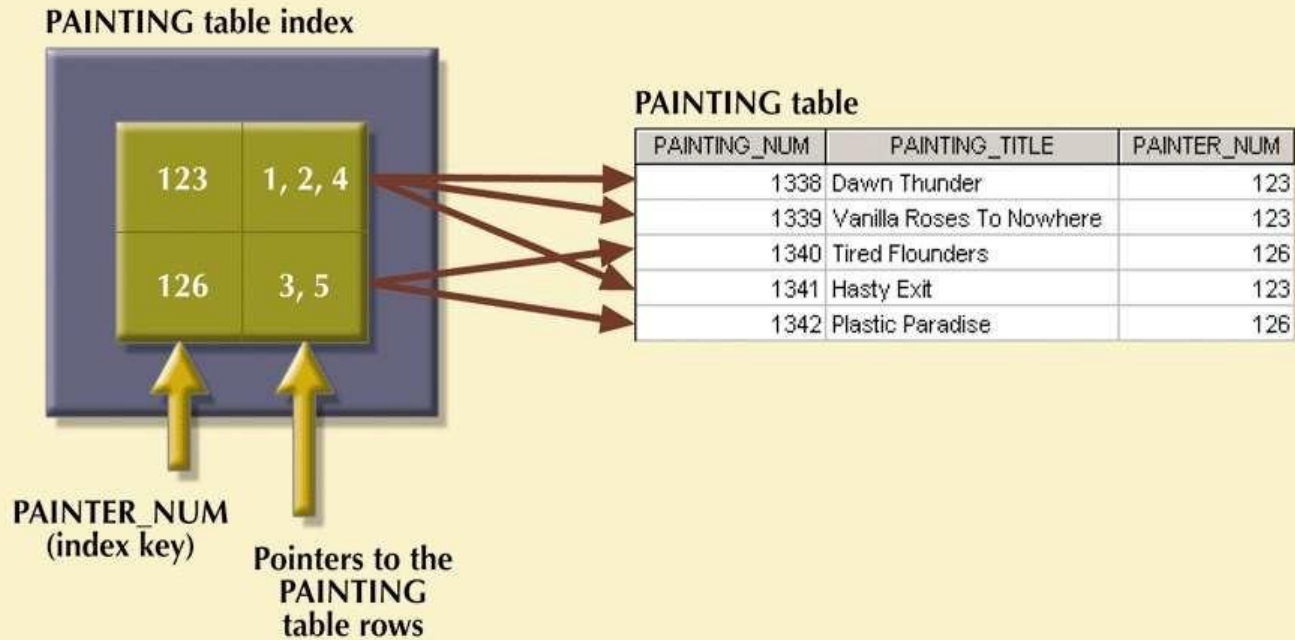 PAINTING table index
123 1, 2, 4
126 3, 5
PAINTER_NUM
(index key)
Pointers to the
PAINTING
table rows
PAINTING table
PAINTING_NUM PAINTING_TITLE PAINTER_NUM
1338 Dawn Thunder 123
1339 Vanilla Roses To Nowhere 123
1340 Tired Flounders 126
1341 Hasty Exit 123
1342 Plastic Paradise 126